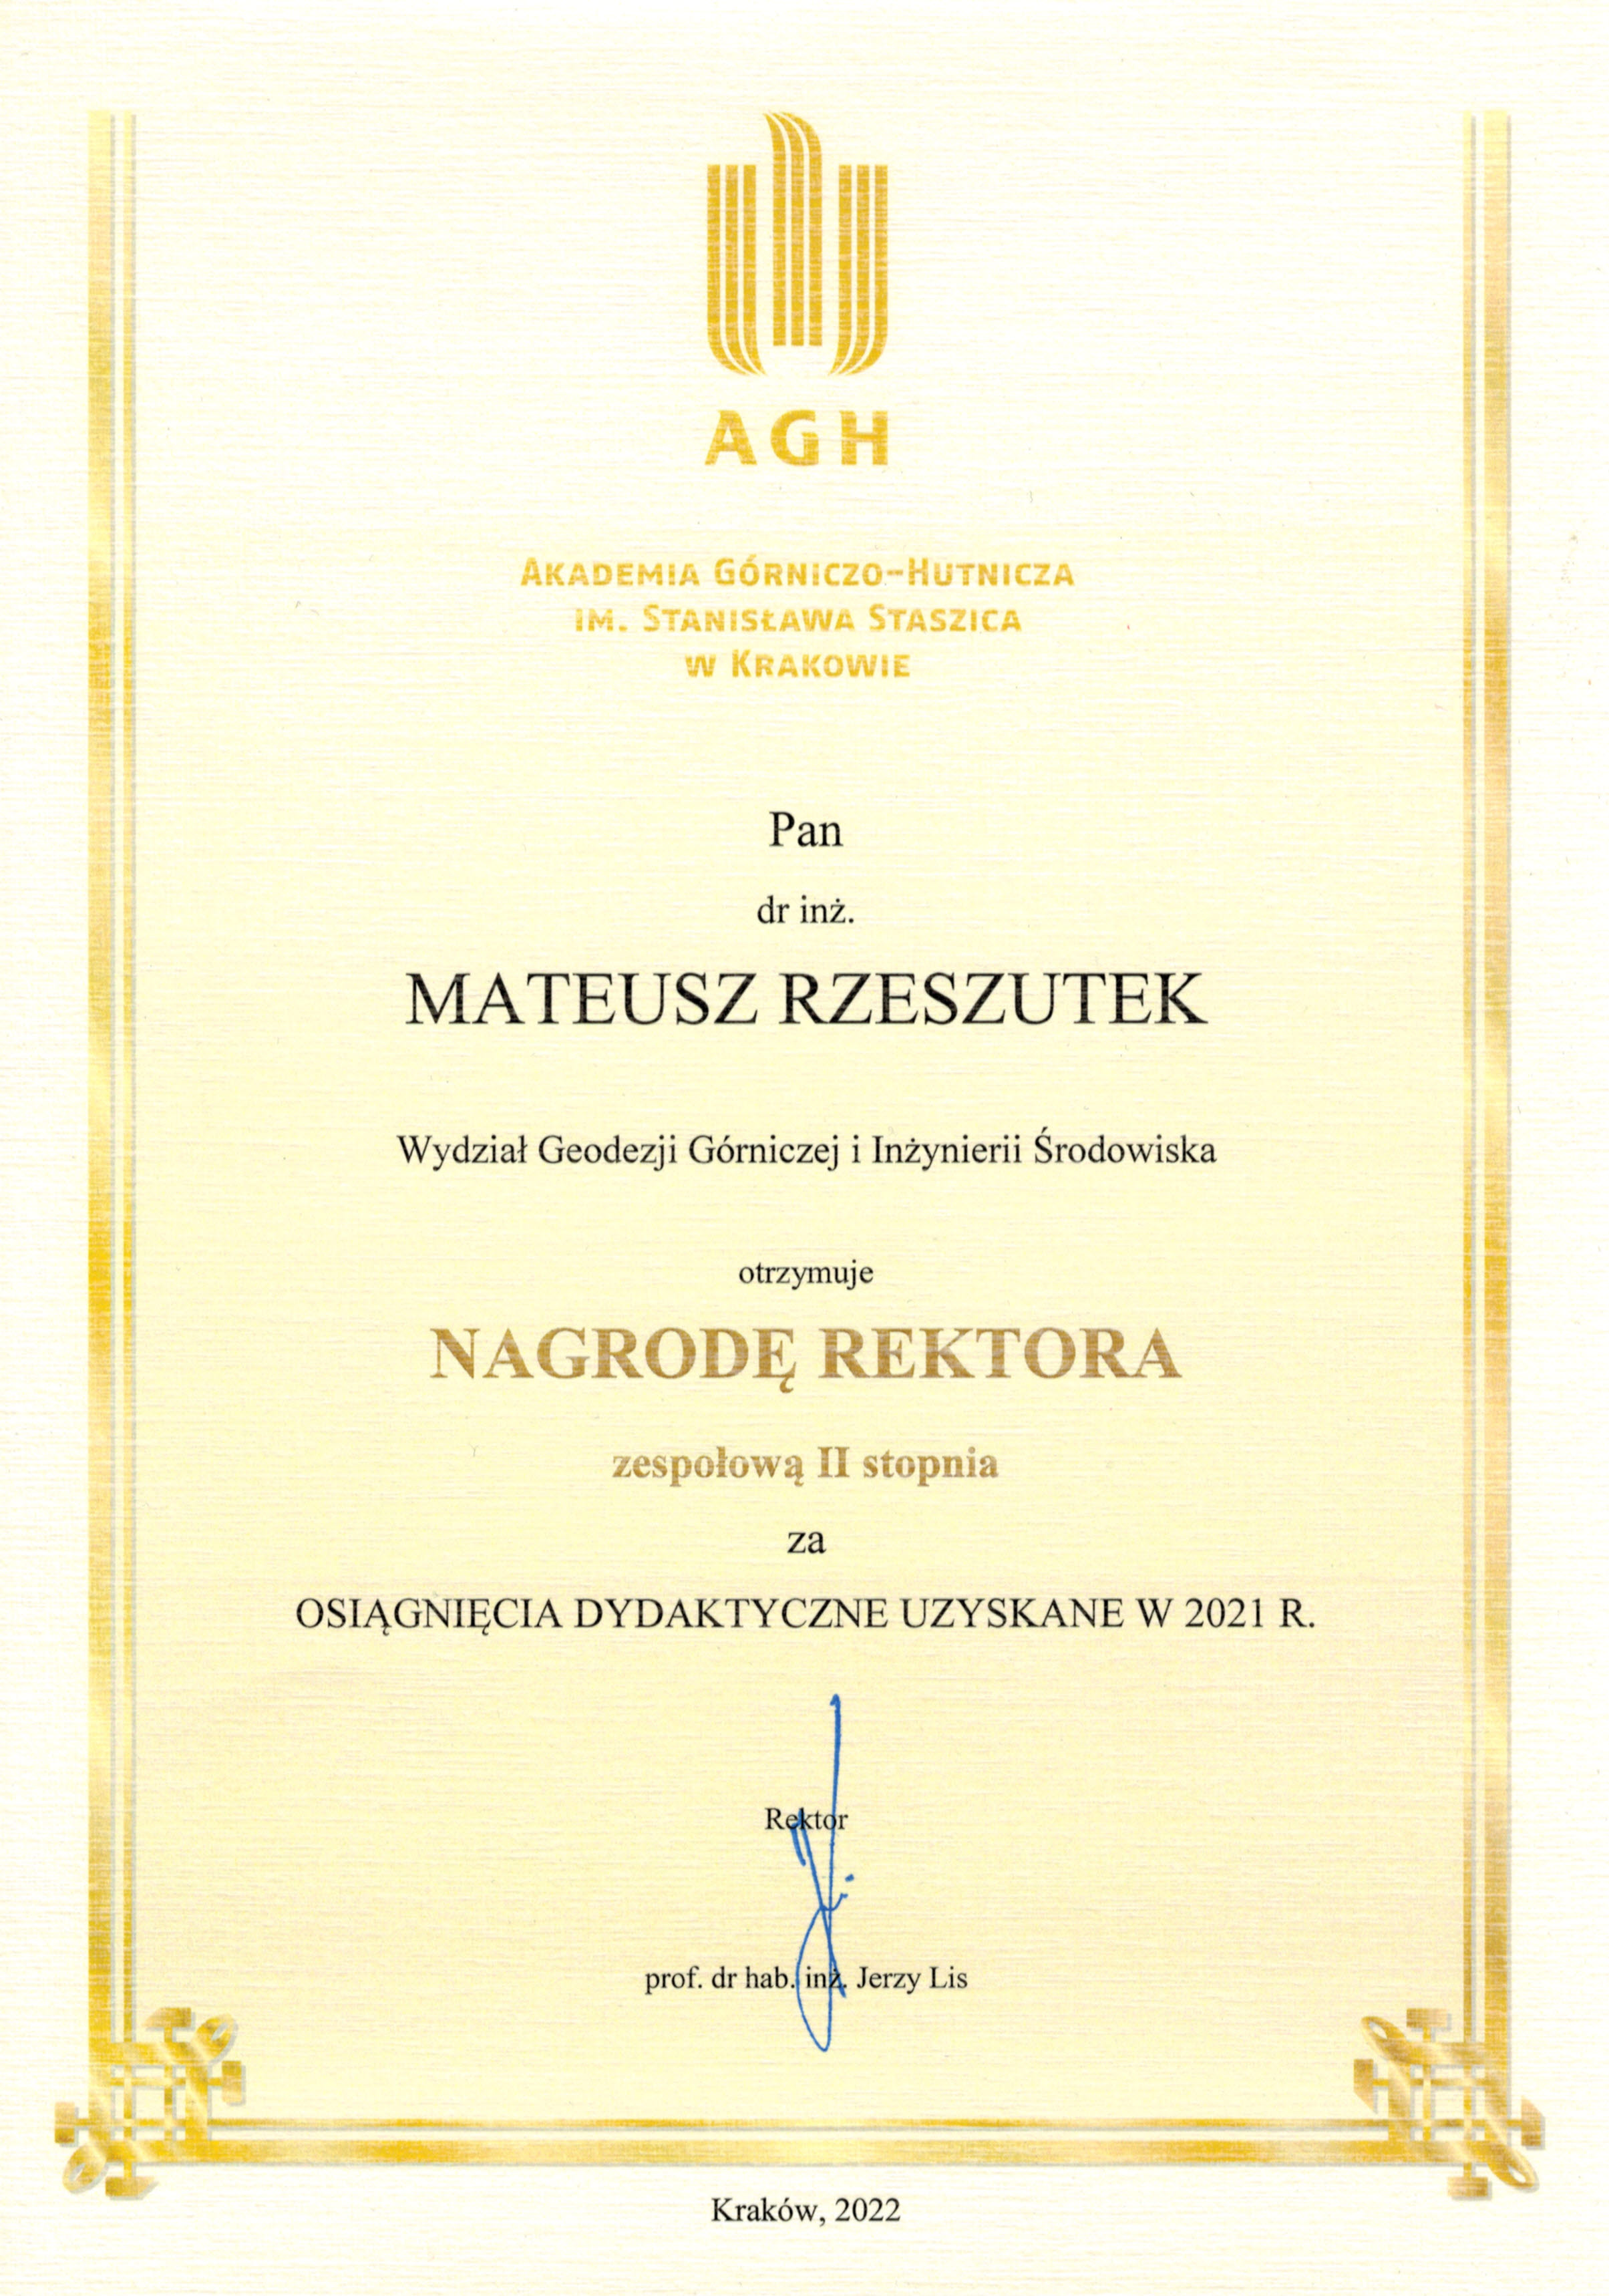 AGH
AKADEMIA GÓRNICZO-HUTNICZA
IM. STANISŁAWA STASZICA
W KRAKOWIE
Pan
dr inż.
MATEUSZ RZESZUTEK
Wydział Geodezji Górniczej i Inżynierii Środowiska
otrzymuje
NAGRODĘ REKTORA
zespołową II stopnia
za
OSIĄGNIĘCIA DYDAKTYCZNE UZYSKANE W 2021 R.
Rektor
prof. dr hab. inż. Jerzy Lis
Kraków, 2022